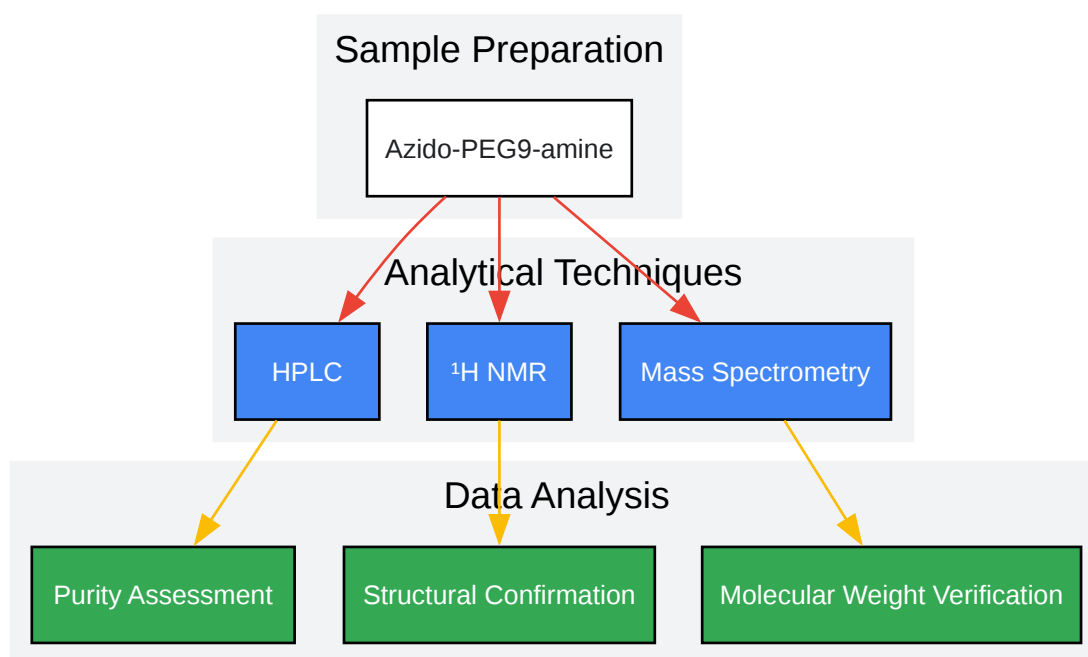 Sample Preparation
Azido-PEG9-amine
Analytical Techniques
HPLC
¹H NMR
Mass Spectrometry
Data Analysis
Purity Assessment
Structural Confirmation
Molecular Weight Verification